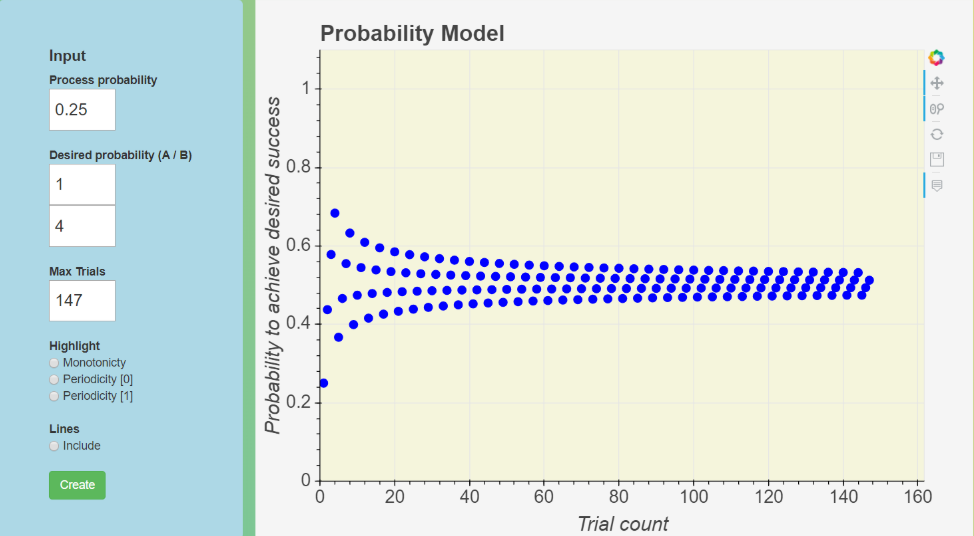 Input
Process probability
0.25
Desired probability (A / B)
1
4
Max Trials
147
Highlight
Monotonicty
Periodicity [0]
Periodicity [1]
Lines
Include
Create
Probability Model
Probability to achieve desired success
1
0.8
0.6
0.4
0.2
0
0 20 40 60 80 100 120 140 160
Trial count